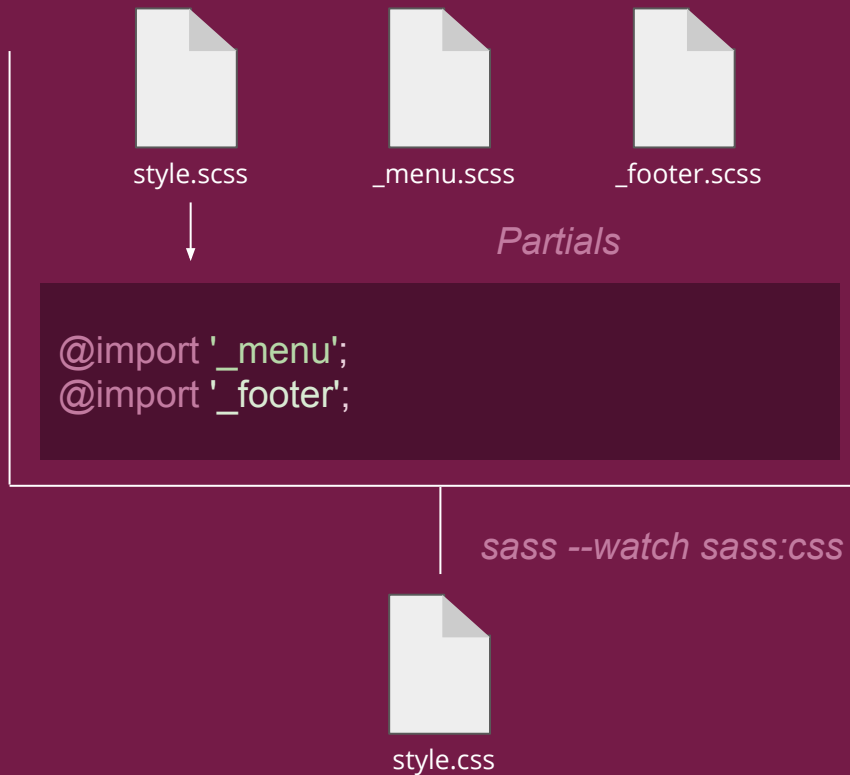 style.scss
_menu.scss
_footer.scss
Partials
@import '_menu';
@import '_footer';
sass --watch sass:css
style.css